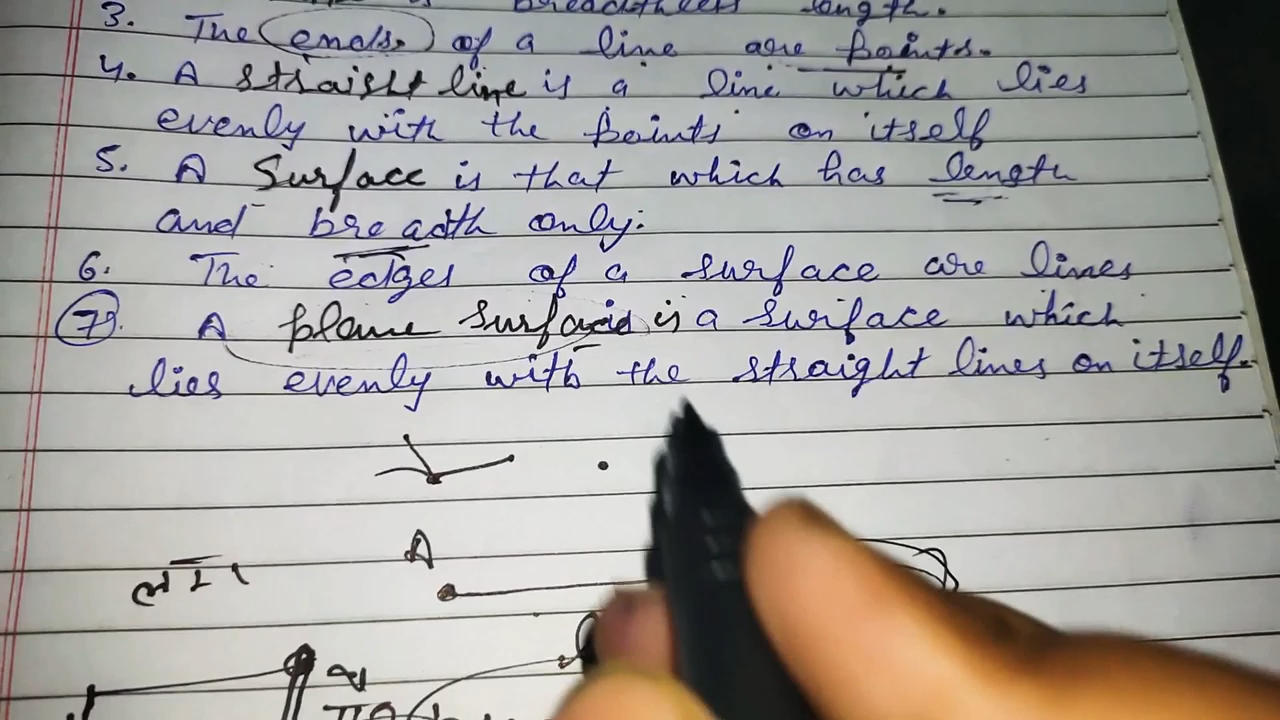 breadthless length.
3. The ends. of a line are points.
4. A straight line is a line which lies
evenly with the points on itself
5. A Surface is that which has length
and breadth only.
6. The edges of a surface are lines
7. A plane surface is a surface which
lies evenly with the straight lines on itself.
A